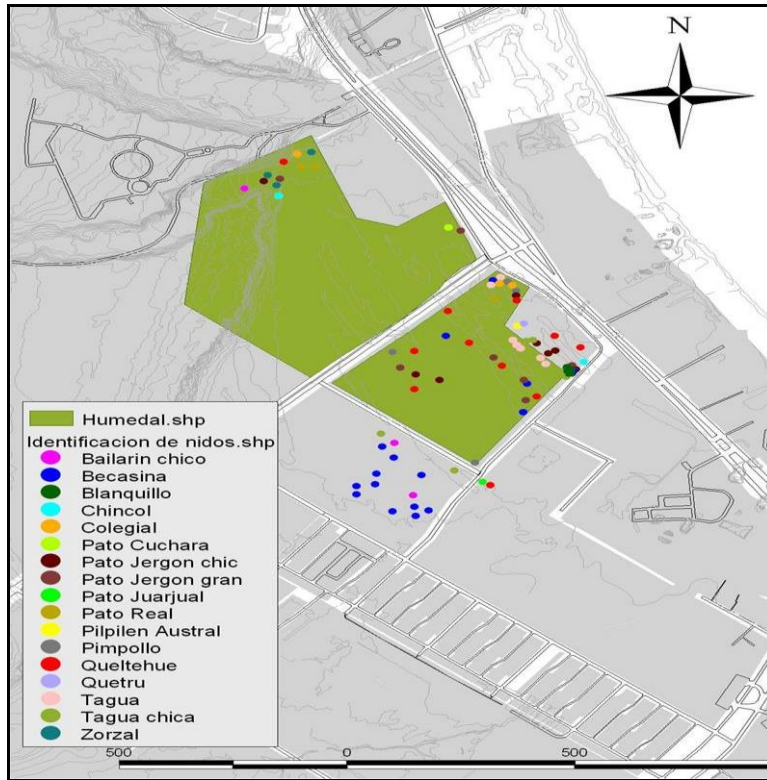 N
Humedal.shp
Identificacion de nidos.shp
Bailarin chico
Becasina
Blanquillo
Chincol
Colegial
Pato Cuchara
Pato Jergon chic
Pato Jergon gran
Pato Juarjual
Pato Real
Pilpilen Austral
Pimpollo
Queltehue
Quetru
Tagua
Tagua chica
Zorzal
500 0 500